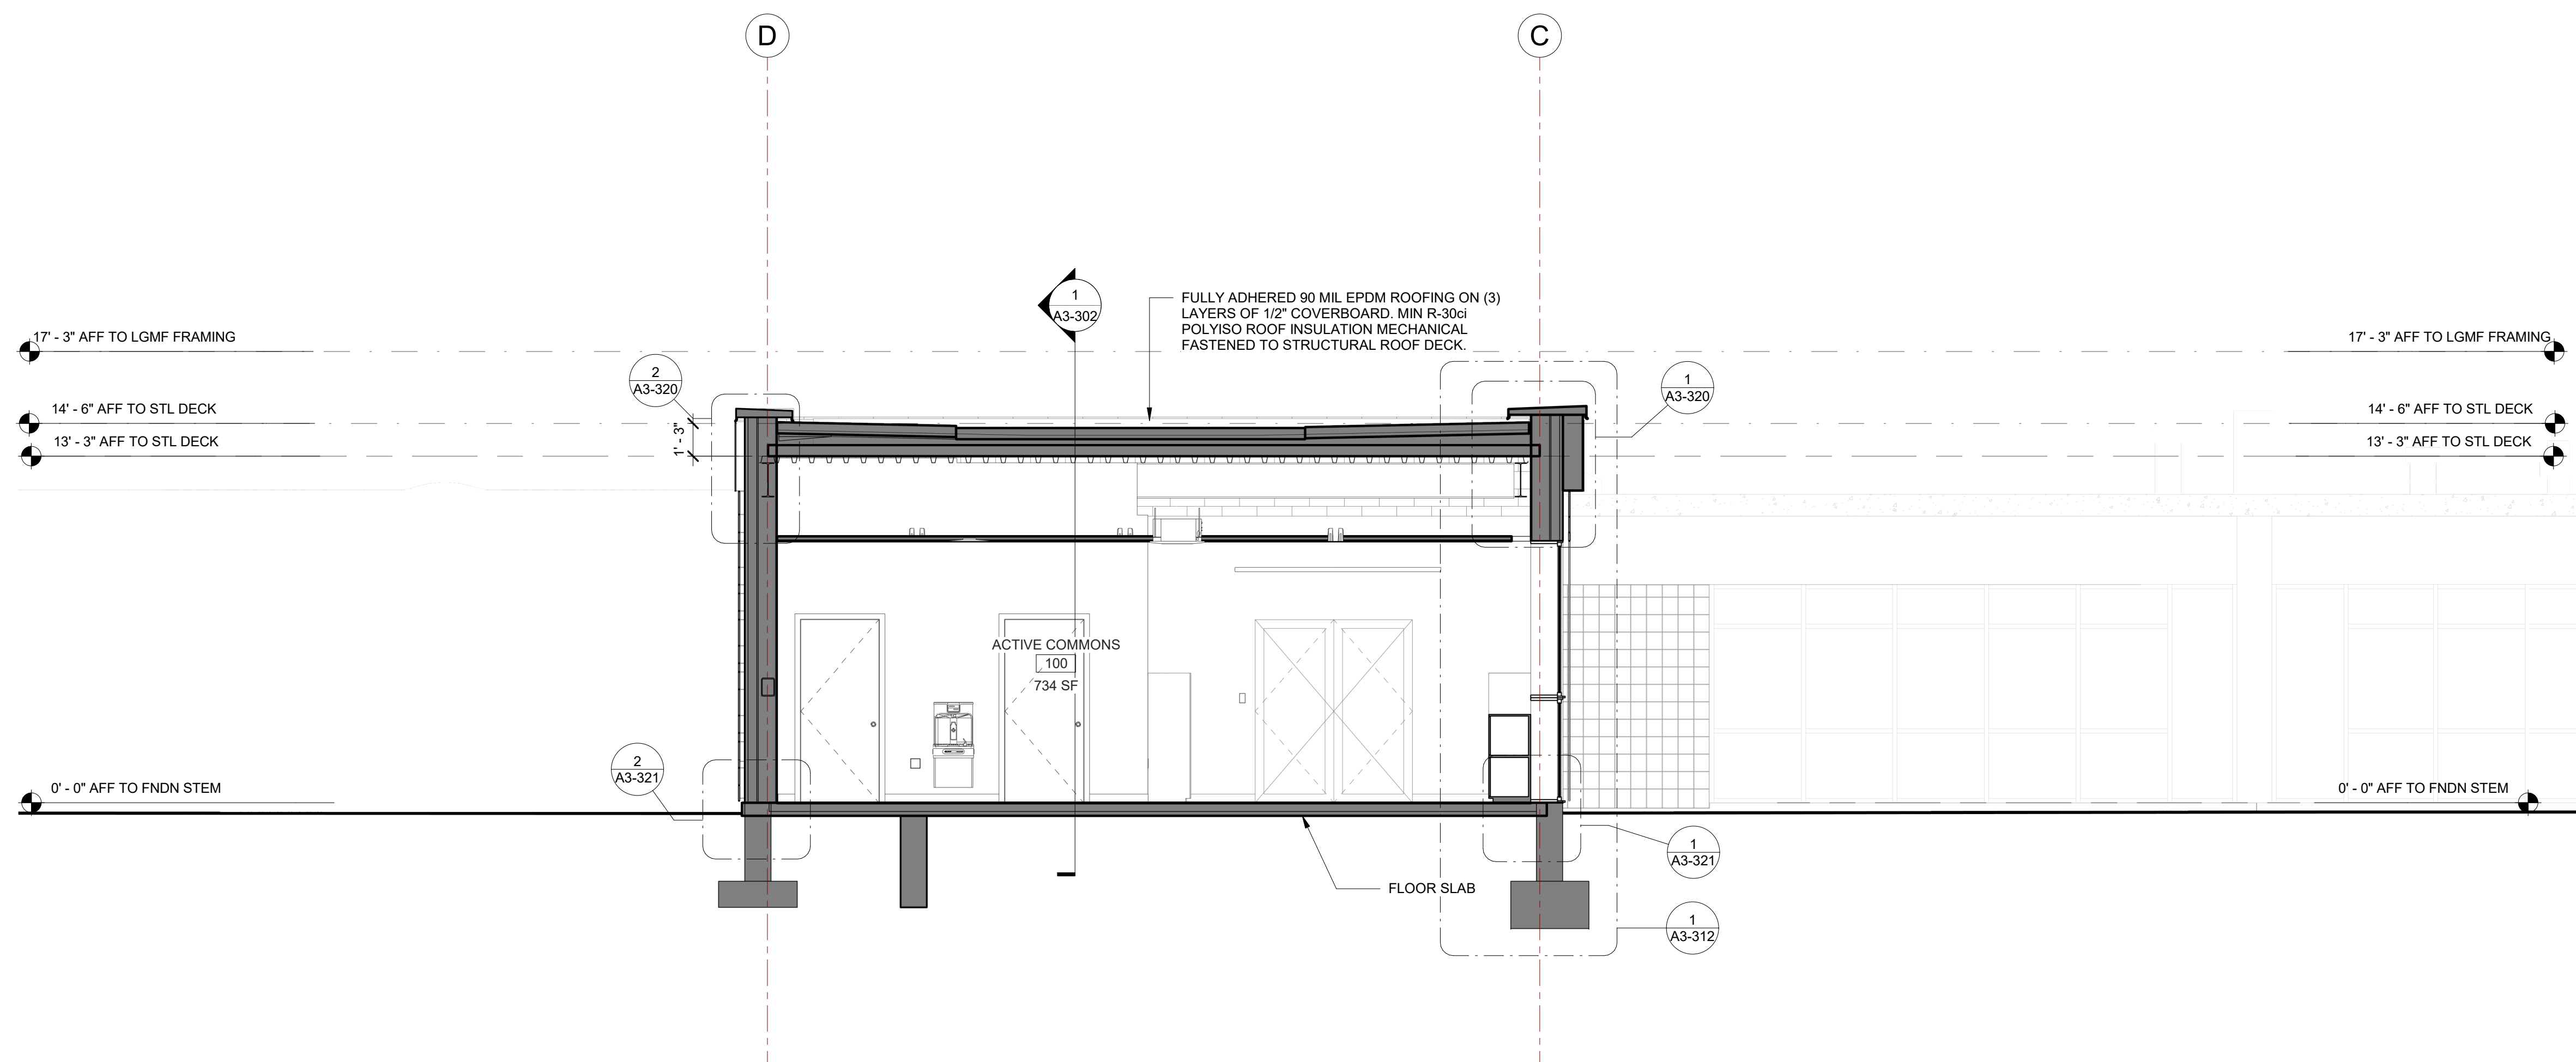 D
C
1
A3-302
FULLY ADHERED 90 MIL EPDM ROOFING ON (3)
LAYERS OF 1/2" COVERBOARD. MIN R-30ci
POLYISO ROOF INSULATION MECHANICAL
FASTENED TO STRUCTURAL ROOF DECK.
17' - 3" AFF TO LGMF FRAMING
17' - 3" AFF TO LGMF FRAMING
2
A3-320
1
A3-320
14' - 6" AFF TO STL DECK
14' - 6" AFF TO STL DECK
13' - 3" AFF TO STL DECK
1' - 3"
13' - 3" AFF TO STL DECK
ACTIVE COMMONS
100
734 SF
2
A3-321
0' - 0" AFF TO FNDN STEM
0' - 0" AFF TO FNDN STEM
1
A3-321
FLOOR SLAB
1
A3-312